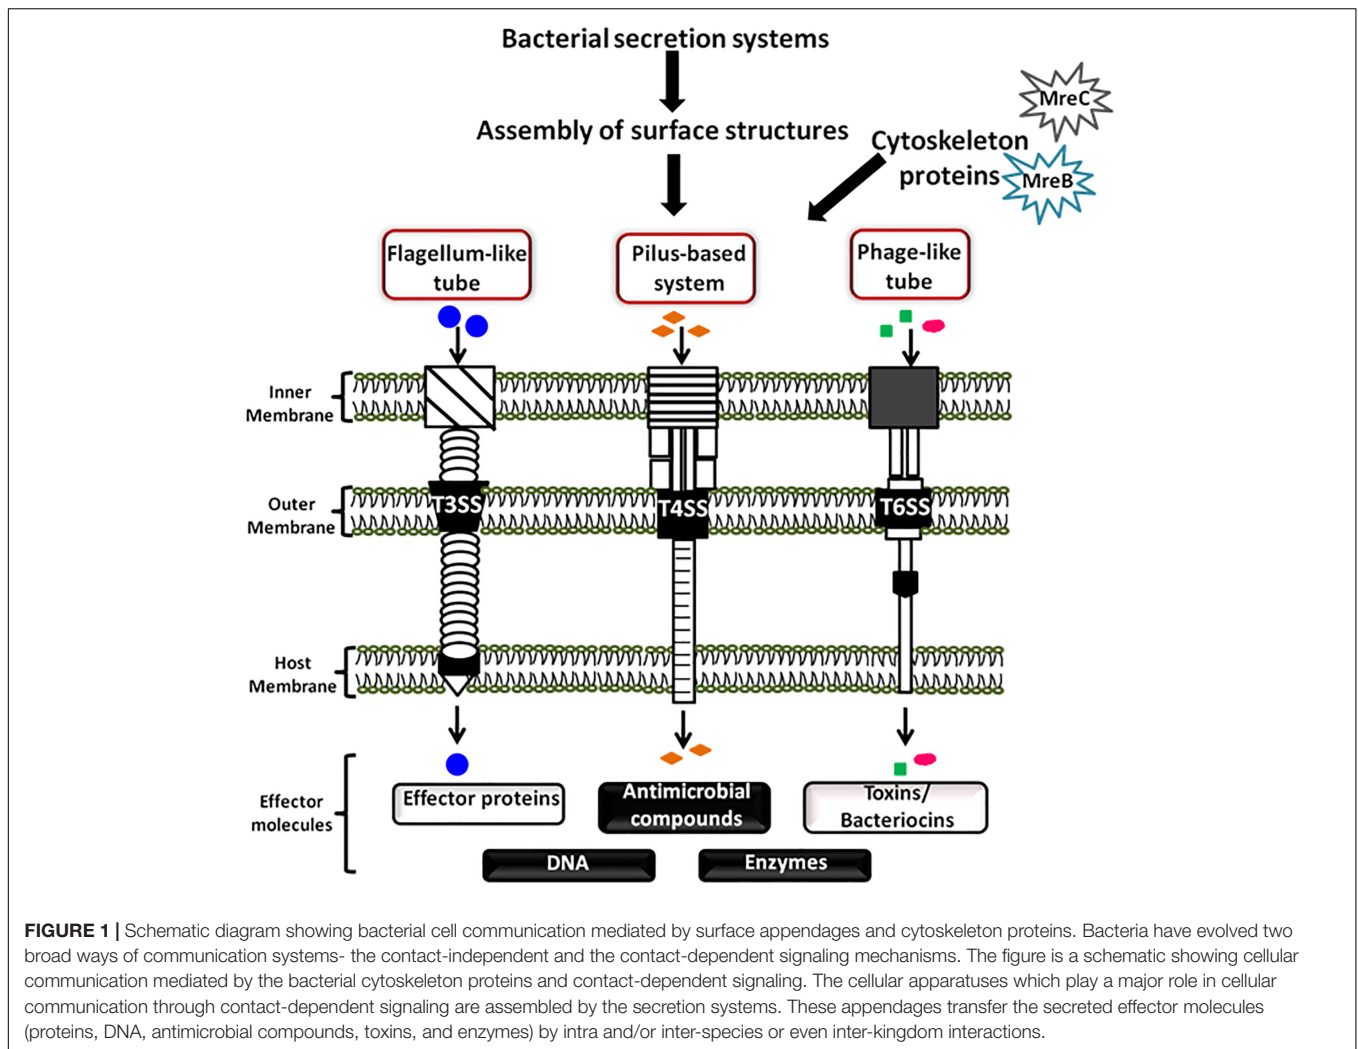 Bacterial secretion systems
MreC
Assembly of surface structures
Cytoskeleton
proteins
MreB
Flagellum-like
tube
Pilus-based
system
Phage-like
tube
Inner
Membrane
Outer
Membrane
T3SS
T4SS
T6SS
Host
Membrane
Effector
molecules
Effector proteins
Antimicrobial
compounds
Toxins/
Bacteriocins
DNA
Enzymes
FIGURE 1 | Schematic diagram showing bacterial cell communication mediated by surface appendages and cytoskeleton proteins. Bacteria have evolved two
broad ways of communication systems- the contact-independent and the contact-dependent signaling mechanisms. The figure is a schematic showing cellular
communication mediated by the bacterial cytoskeleton proteins and contact-dependent signaling. The cellular apparatuses which play a major role in cellular
communication through contact-dependent signaling are assembled by the secretion systems. These appendages transfer the secreted effector molecules
(proteins, DNA, antimicrobial compounds, toxins, and enzymes) by intra and/or inter-species or even inter-kingdom interactions.